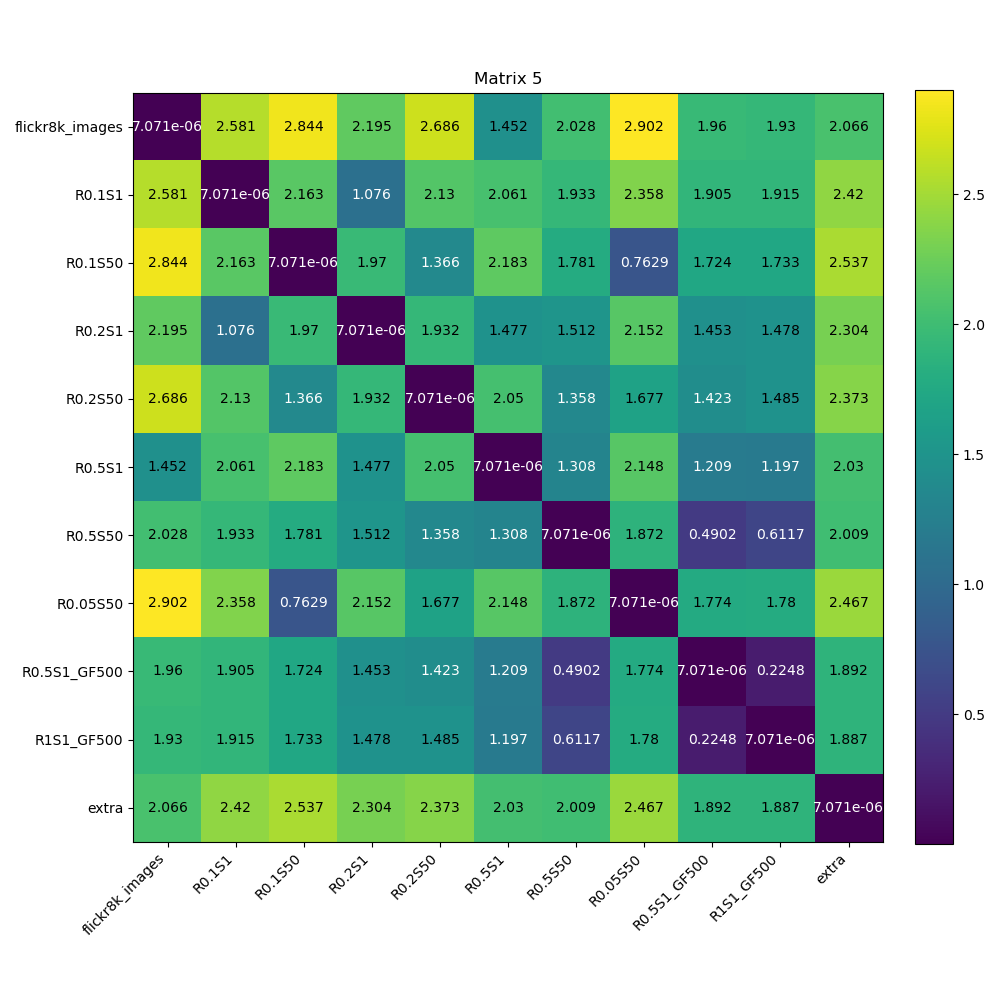 Matrix 5
flickr8k_images 7.071e-06 2.581 2.844 2.195 2.686 1.452 2.028 2.902 1.96 1.93 2.066
R0.1S1 2.581 7.071e-06 2.163 1.076 2.13 2.061 1.933 2.358 1.905 1.915 2.42
R0.1S50 2.844 2.163 7.071e-06 1.97 1.366 2.183 1.781 0.7629 1.724 1.733 2.537
R0.2S1 2.195 1.076 1.97 7.071e-06 1.932 1.477 1.512 2.152 1.453 1.478 2.304
R0.2S50 2.686 2.13 1.366 1.932 7.071e-06 2.05 1.358 1.677 1.423 1.485 2.373
R0.5S1 1.452 2.061 2.183 1.477 2.05 7.071e-06 1.308 2.148 1.209 1.197 2.03
R0.5S50 2.028 1.933 1.781 1.512 1.358 1.308 7.071e-06 1.872 0.4902 0.6117 2.009
R0.05S50 2.902 2.358 0.7629 2.152 1.677 2.148 1.872 7.071e-06 1.774 1.78 2.467
R0.5S1_GF500 1.96 1.905 1.724 1.453 1.423 1.209 0.4902 1.774 7.071e-06 0.2248 1.892
R1S1_GF500 1.93 1.915 1.733 1.478 1.485 1.197 0.6117 1.78 0.2248 7.071e-06 1.887
extra 2.066 2.42 2.537 2.304 2.373 2.03 2.009 2.467 1.892 1.887 7.071e-06
flickr8k_images R0.1S1 R0.1S50 R0.2S1 R0.2S50 R0.5S1 R0.5S50 R0.05S50 R0.5S1_GF500 R1S1_GF500 extra
2.5
2.0
1.5
1.0
0.5